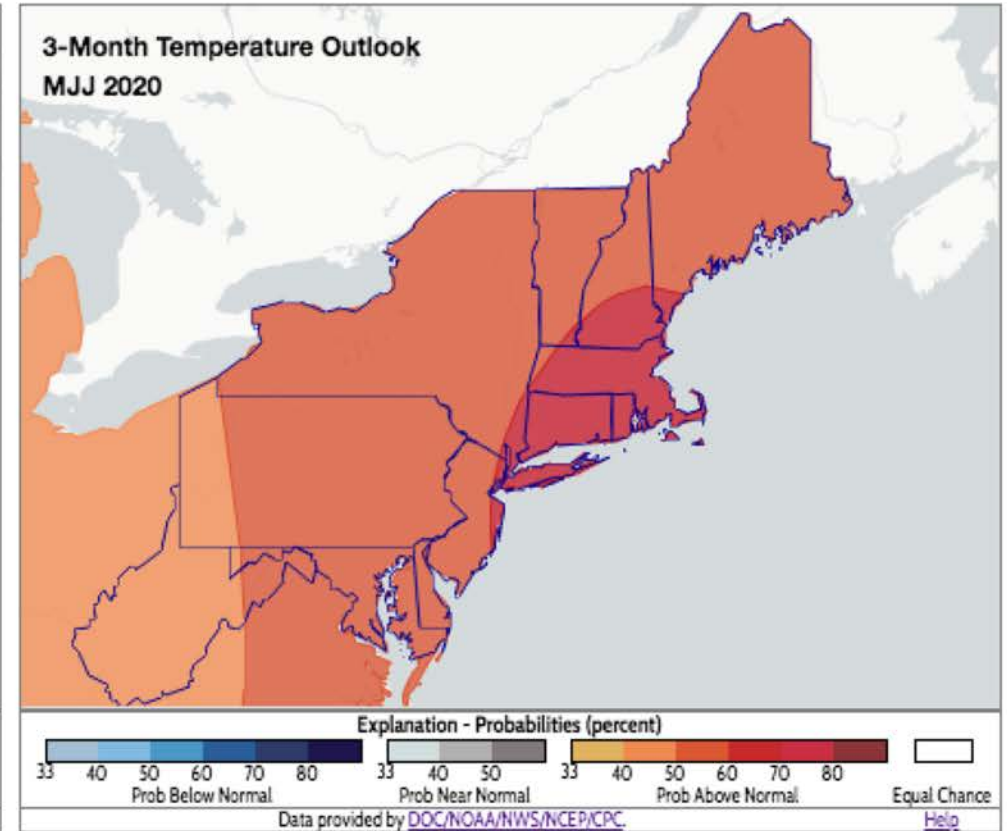 3-Month Temperature Outlook
MJJ 2020
Explanation - Probabilities (percent)
33 40 50 60 70 80 33 40 50 33 40 50 60 70 80
Prob Below Normal Prob Near Normal Prob Above Normal Equal Chance
Data provided by DOC/NOAA/NWS/NCEP/CPC. Help